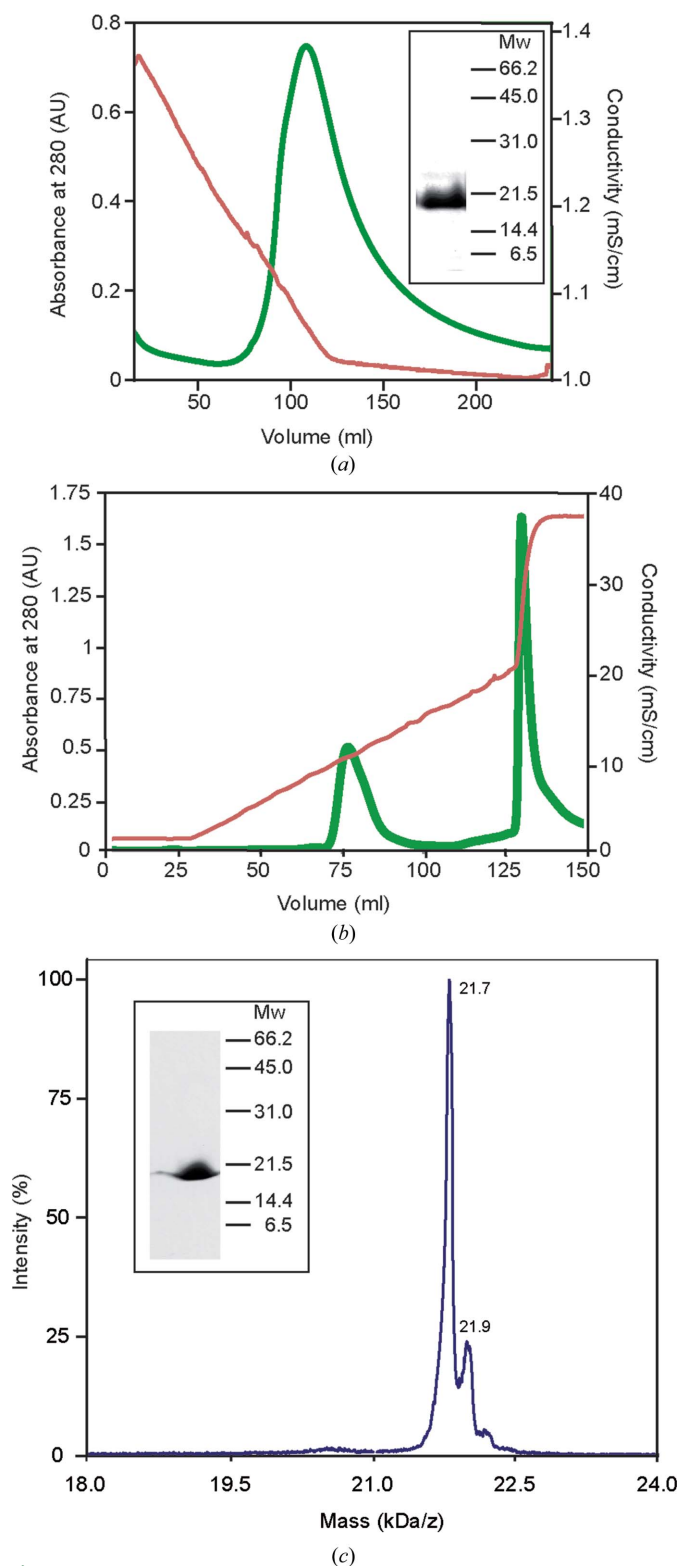 0.8
0.6
0.4
0.2
0
Absorbance at 280 (AU)
1.4
1.3
1.2
1.1
1.0
Conductivity (mS/cm)
Mw
66.2
45.0
31.0
21.5
14.4
6.5
50 100 150 200
Volume (ml)
(a)
1.75
1.5
1.25
1
0.75
0.5
0.25
0
Absorbance at 280 (AU)
40
30
20
10
0
Conductivity (mS/cm)
0 25 50 75 100 125 150
Volume (ml)
(b)
100
75
50
25
0
Intensity (%)
Mw
66.2
45.0
31.0
21.5
14.4
6.5
21.7
21.9
18.0 19.5 21.0 22.5 24.0
Mass (kDa/z)
(c)